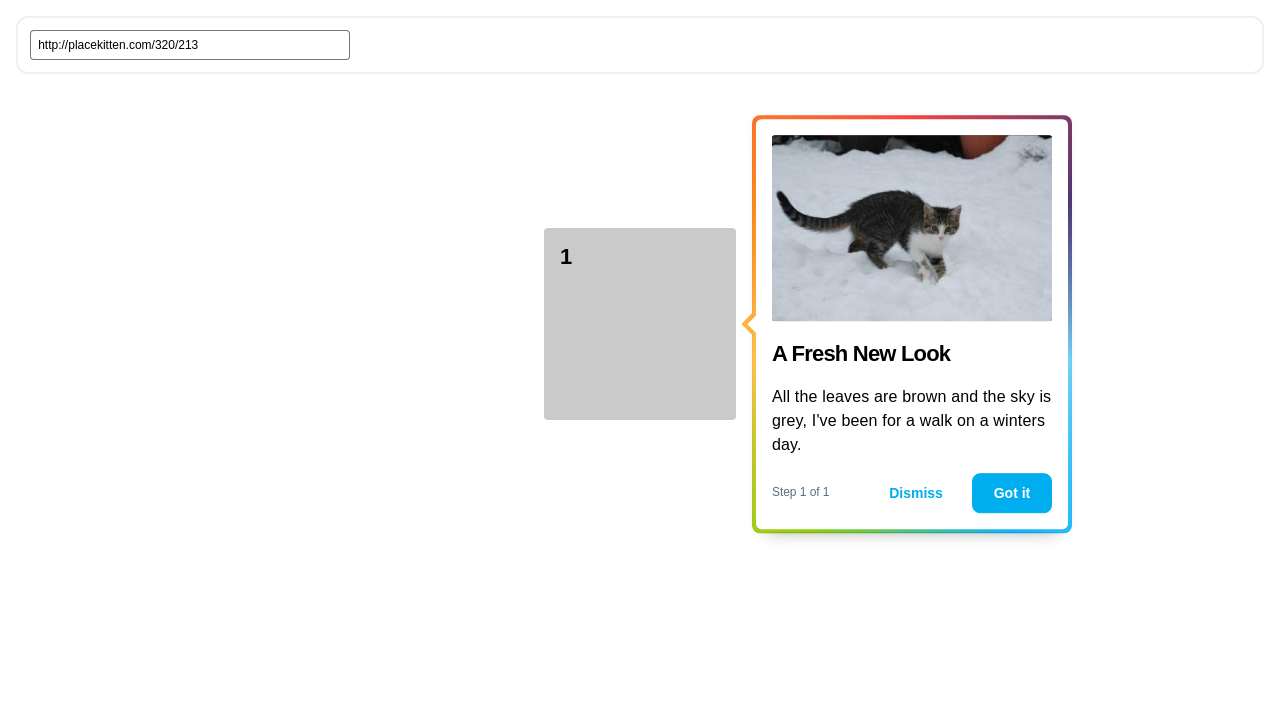 http://placekitten.com/320/213
1
A Fresh New Look
All the leaves are brown and the sky is
grey, I've been for a walk on a winters
day.
Step 1 of 1
Dismiss
Got it